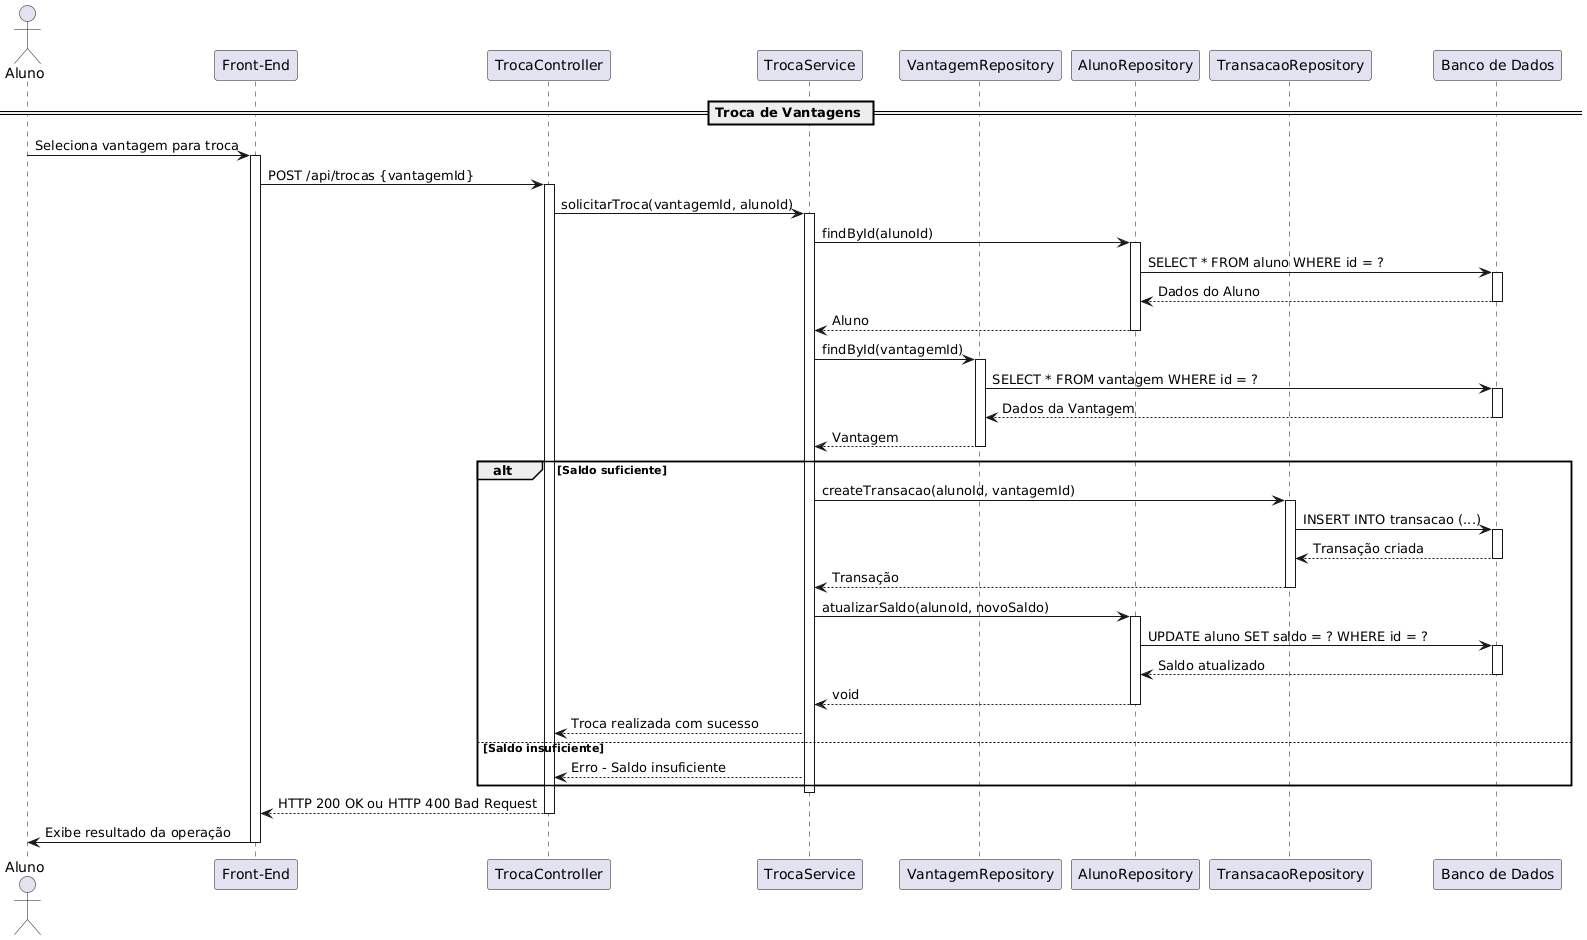 Aluno
Front-End
TrocaController
TrocaService
VantagemRepository
AlunoRepository
TransacaoRepository
Banco de Dados
Troca de Vantagens
Seleciona vantagem para troca
POST /api/trocas {vantagemId}
solicitarTroca(vantagemId, alunoId)
findById(alunoId)
SELECT * FROM aluno WHERE id = ?
Dados do Aluno
Aluno
findById(vantagemId)
SELECT * FROM vantagem WHERE id = ?
Dados da Vantagem
Vantagem
alt [Saldo suficiente]
createTransacao(alunoId, vantagemId)
INSERT INTO transacao (...)
Transação criada
Transação
atualizarSaldo(alunoId, novoSaldo)
UPDATE aluno SET saldo = ? WHERE id = ?
Saldo atualizado
void
Troca realizada com sucesso
[Saldo insuficiente]
Erro - Saldo insuficiente
HTTP 200 OK ou HTTP 400 Bad Request
Exibe resultado da operação
Aluno
Front-End
TrocaController
TrocaService
VantagemRepository
AlunoRepository
TransacaoRepository
Banco de Dados